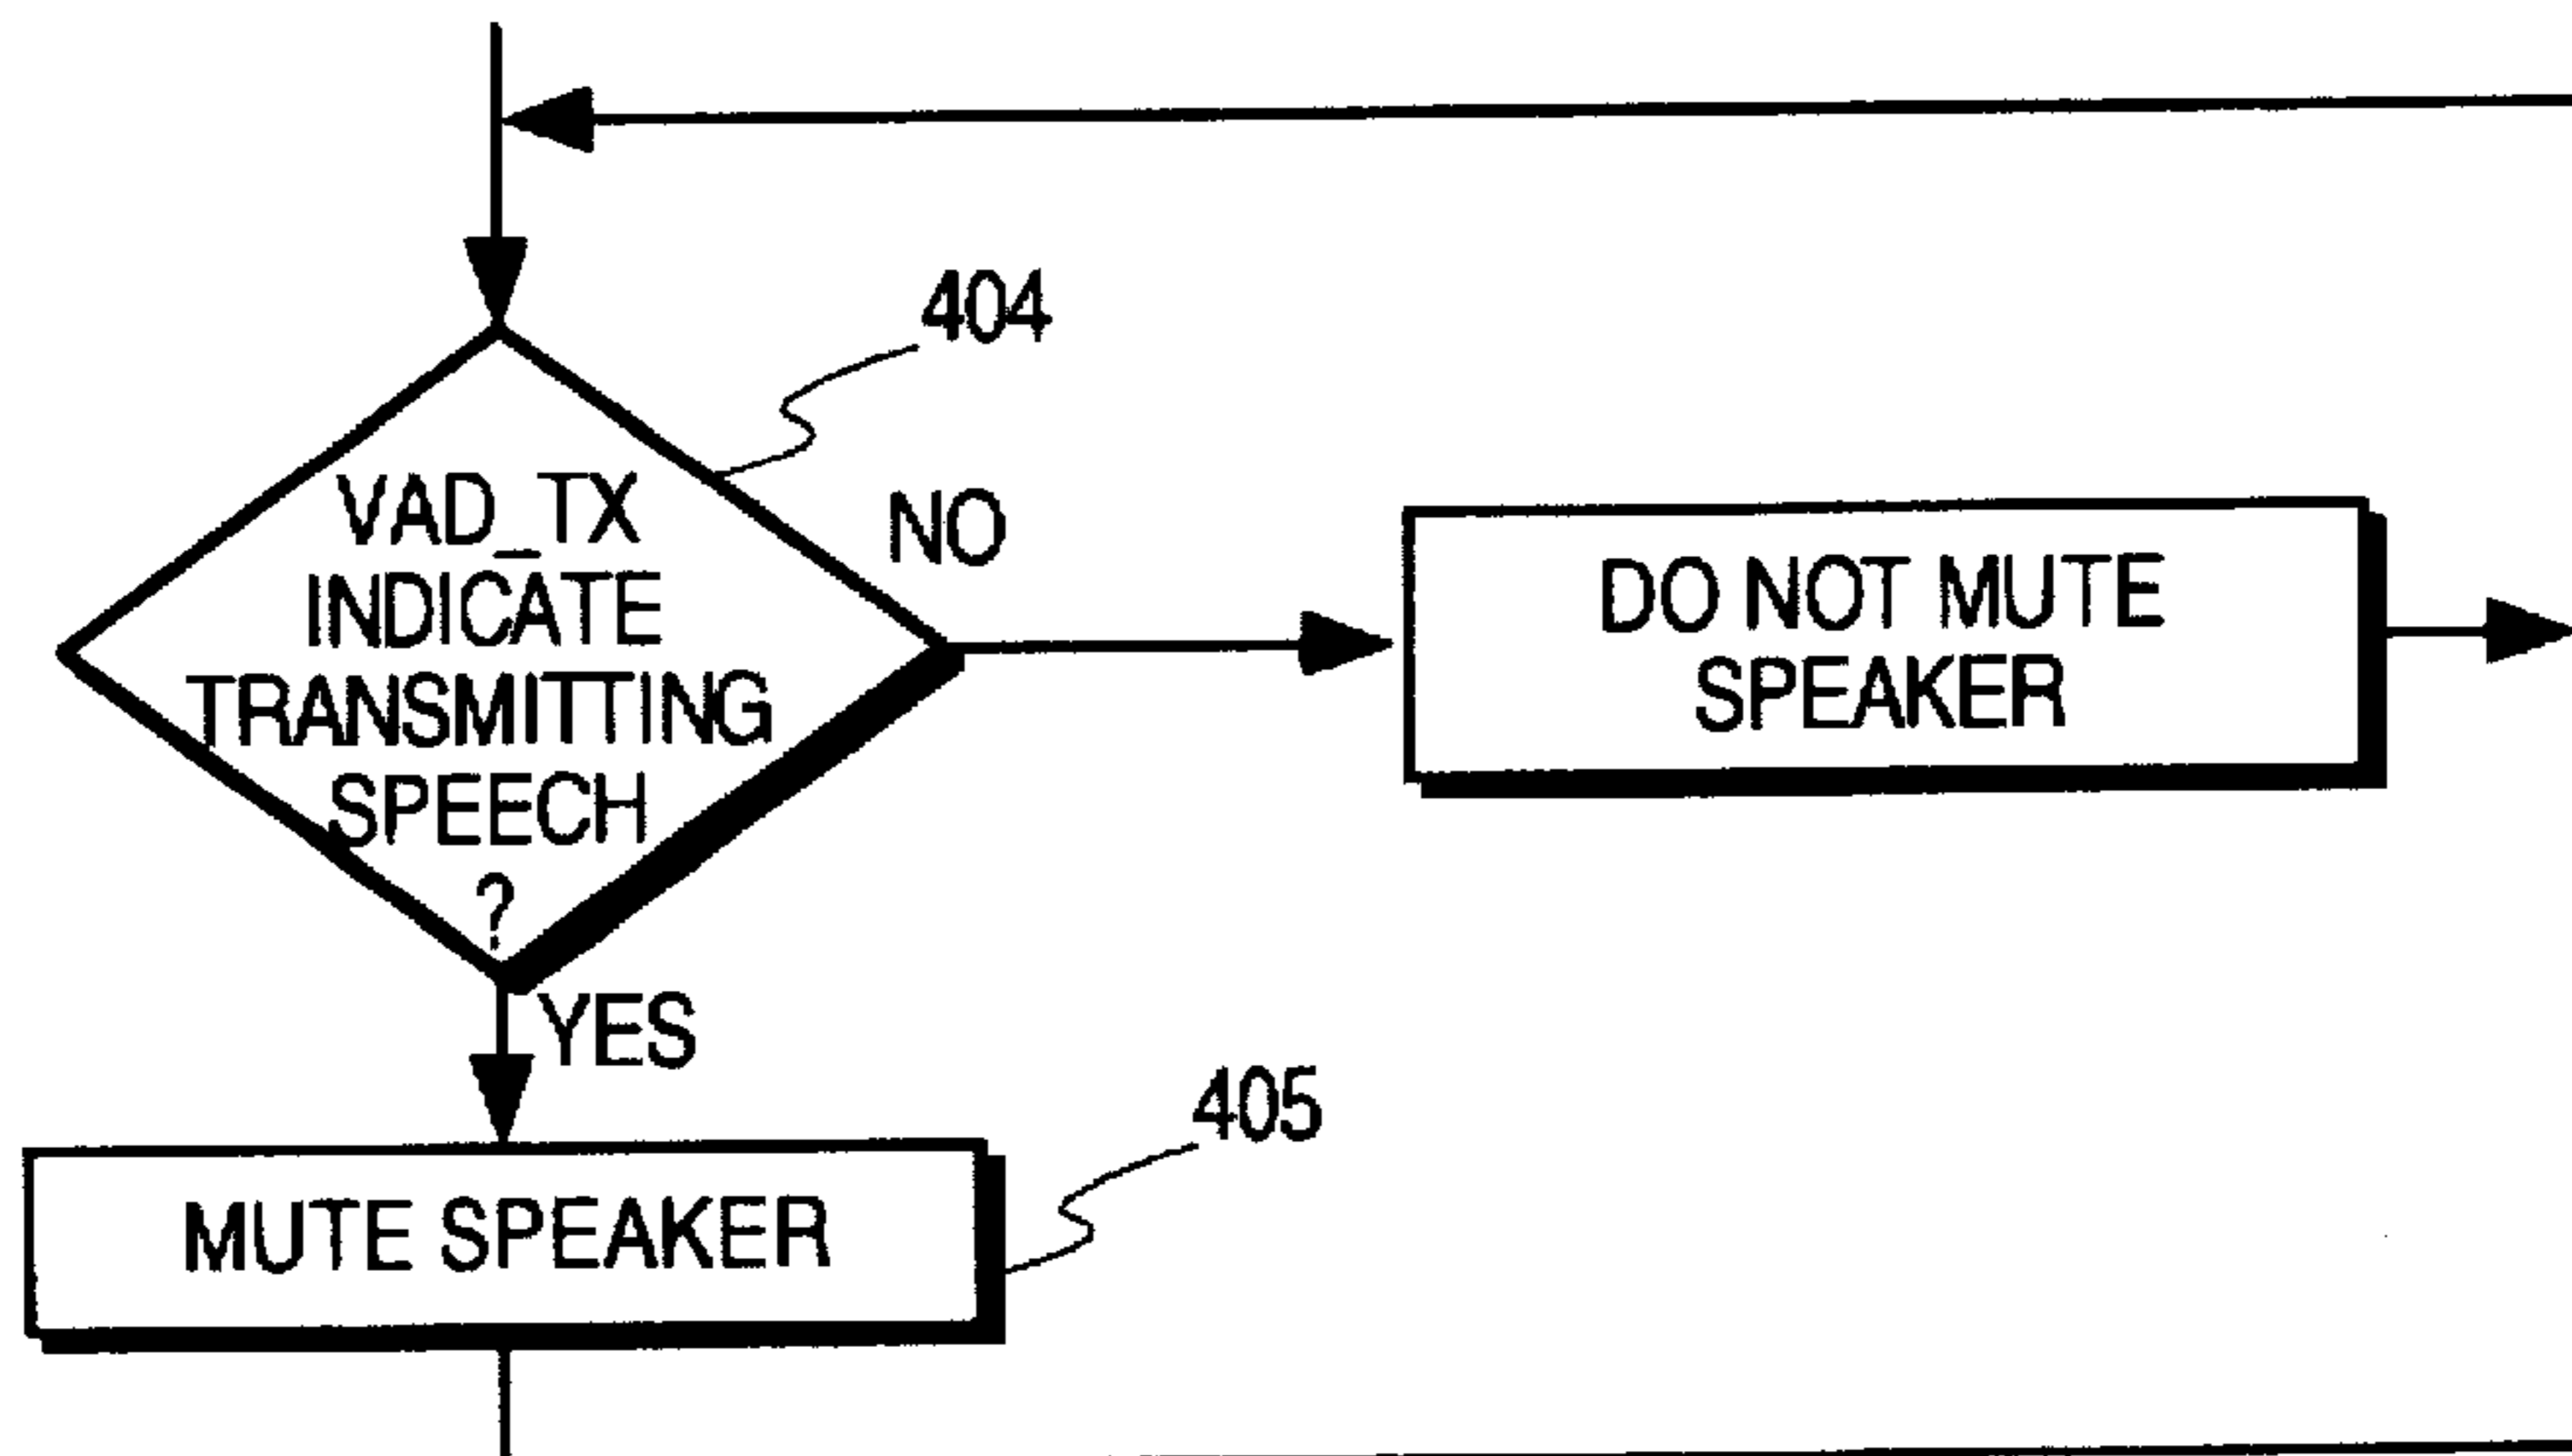 404
VAD_TX
INDICATE
TRANSMITTING
SPEECH
?
NO
DO NOT MUTE
SPEAKER
YES
405
MUTE SPEAKER